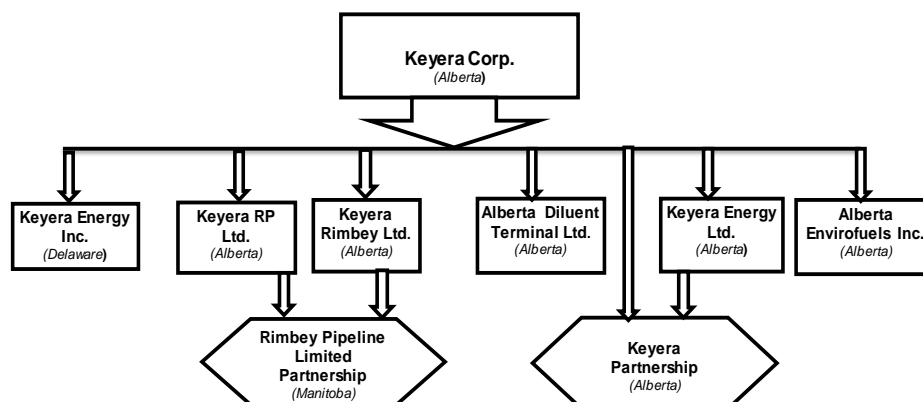 Keyera Corp.
(Alberta)
Keyera Energy
Inc.
(Delaware)
Keyera RP
Ltd.
(Alberta)
Keyera
Rimbey Ltd.
(Alberta)
Alberta Diluent
Terminal Ltd.
(Alberta)
Keyera Energy
Ltd.
(Alberta)
Alberta
Envirofuels Inc.
(Alberta)
Rimbey Pipeline
Limited
Partnership
(Manitoba)
Keyera
Partnership
(Alberta)